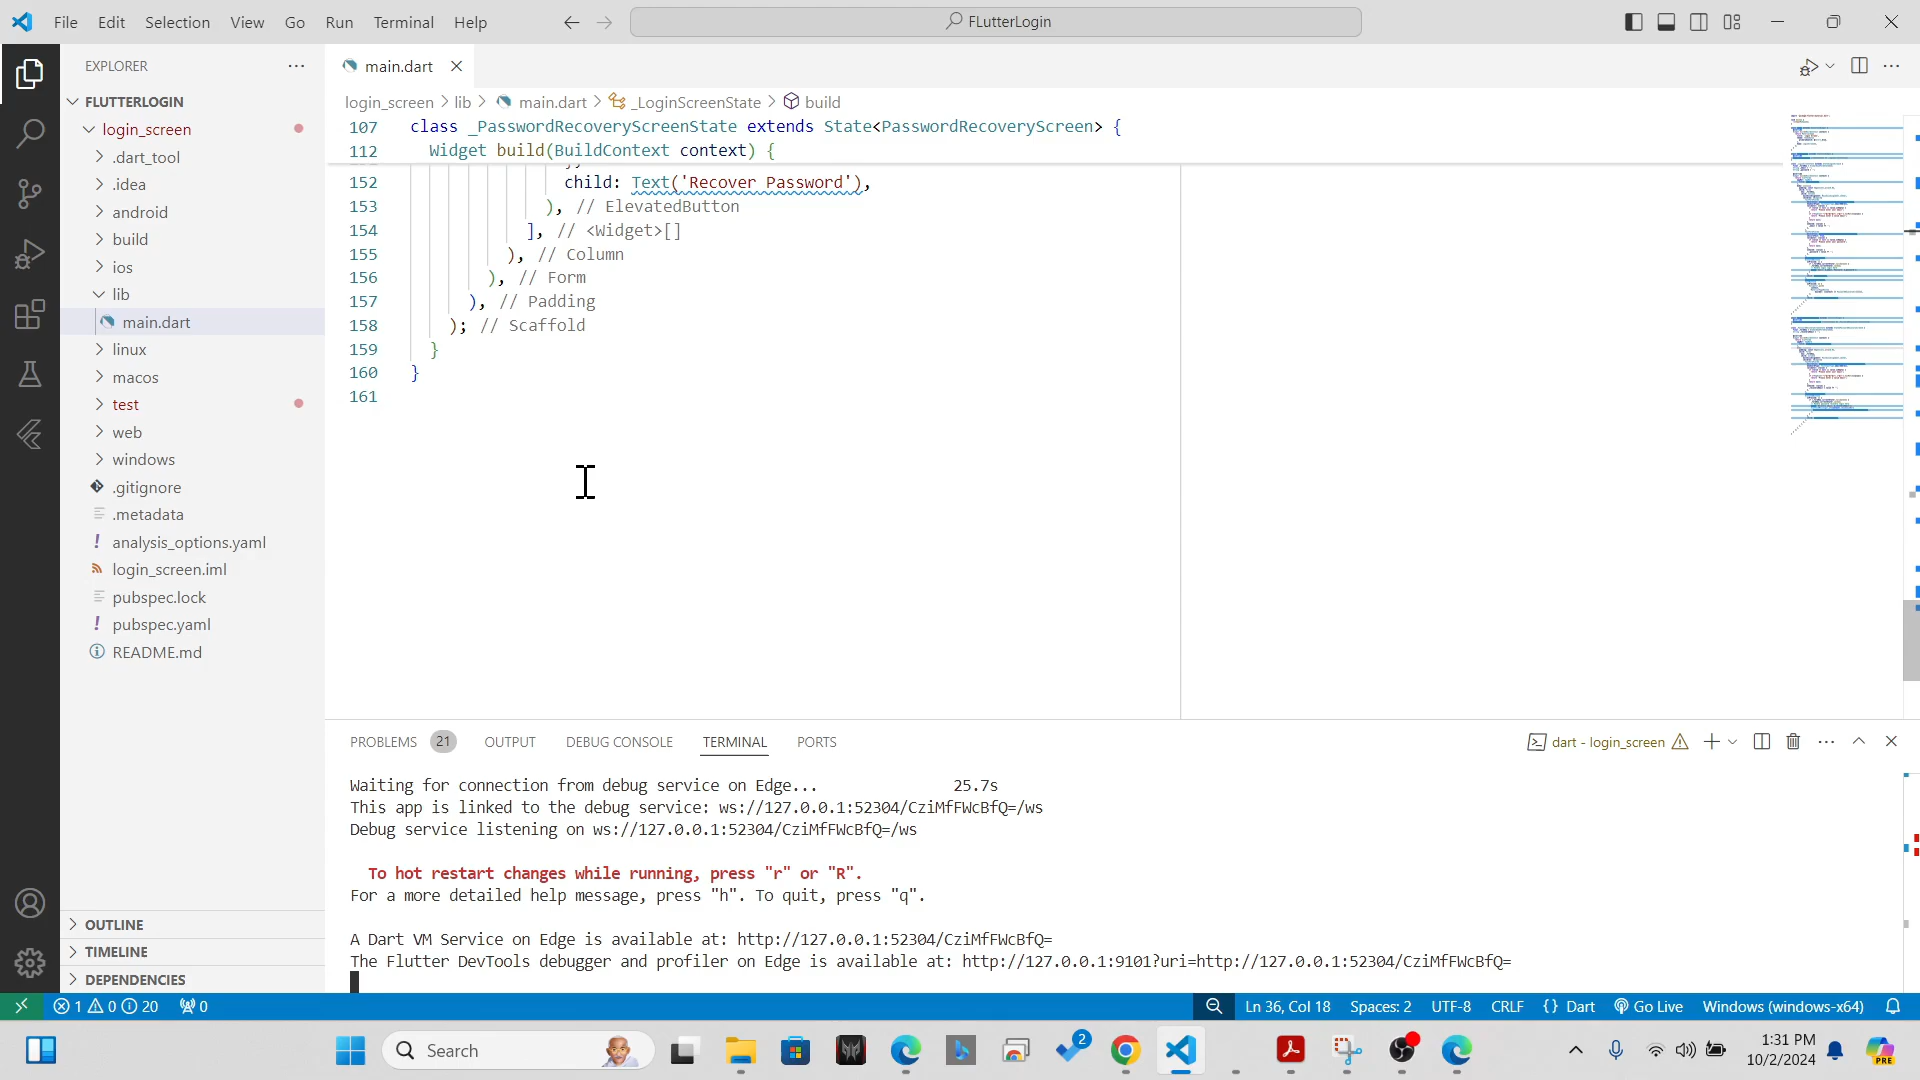 File Edit Selection View Go Run Terminal Help
FLutterLogin
EXPLORER
FLUTTERLOGIN
login_screen
.dart_tool
.idea
android
build
ios
lib
main.dart
linux
macos
test
web
windows
.gitignore
.metadata
analysis_options.yaml
login_screen.iml
pubspec.lock
pubspec.yaml
README.md
OUTLINE
TIMELINE
DEPENDENCIES
main.dart
login_screen > lib > main.dart > _LoginScreenState > build
107 class _PasswordRecoveryScreenState extends State<PasswordRecoveryScreen> {
112 Widget build(BuildContext context) {
152 child: Text('Recover Password'),
153 ), // ElevatedButton
154 ], // <Widget>[]
155 ), // Column
156 ), // Form
157 ), // Padding
158 ); // Scaffold
159 }
160 }
161
PROBLEMS 21 OUTPUT DEBUG CONSOLE TERMINAL PORTS
dart - login_screen
Waiting for connection from debug service on Edge... 25.7s
This app is linked to the debug service: ws://127.0.0.1:52304/CziMfFWcBfQ=/ws
Debug service listening on ws://127.0.0.1:52304/CziMfFWcBfQ=/ws
To hot restart changes while running, press "r" or "R".
For a more detailed help message, press "h". To quit, press "q".
A Dart VM Service on Edge is available at: http://127.0.0.1:52304/CziMfFWcBfQ=
The Flutter DevTools debugger and profiler on Edge is available at: http://127.0.0.1:9101?uri=http://127.0.0.1:52304/CziMfFWcBfQ=
1 0 20 0
Ln 36, Col 18 Spaces: 2 UTF-8 CRLF {} Dart Go Live Windows (windows-x64)
Search
2
1:31 PM
10/2/2024
PRE